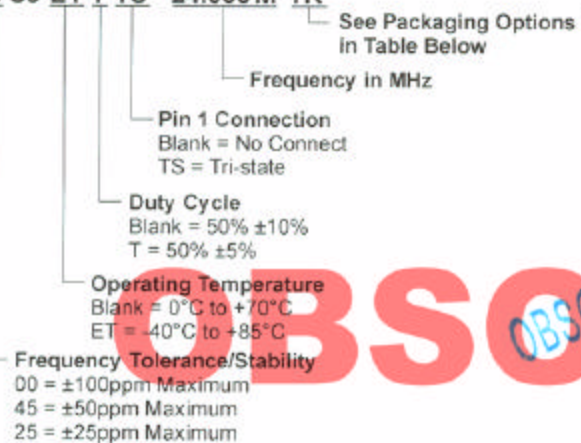 See Packaging Options
in Table Below
Frequency in MHz
Pin 1 Connection
Blank = No Connect
TS = Tri-state
Duty Cycle
Blank = 50% ±10%
T = 50% ±5%
Operating Temperature
Blank = 0°C to +70°C
ET = -40°C to +85°C
OBSO
OBSO
Frequency Tolerance/Stability
00 = ±100ppm Maximum
45 = ±50ppm Maximum
25 = ±25ppm Maximum